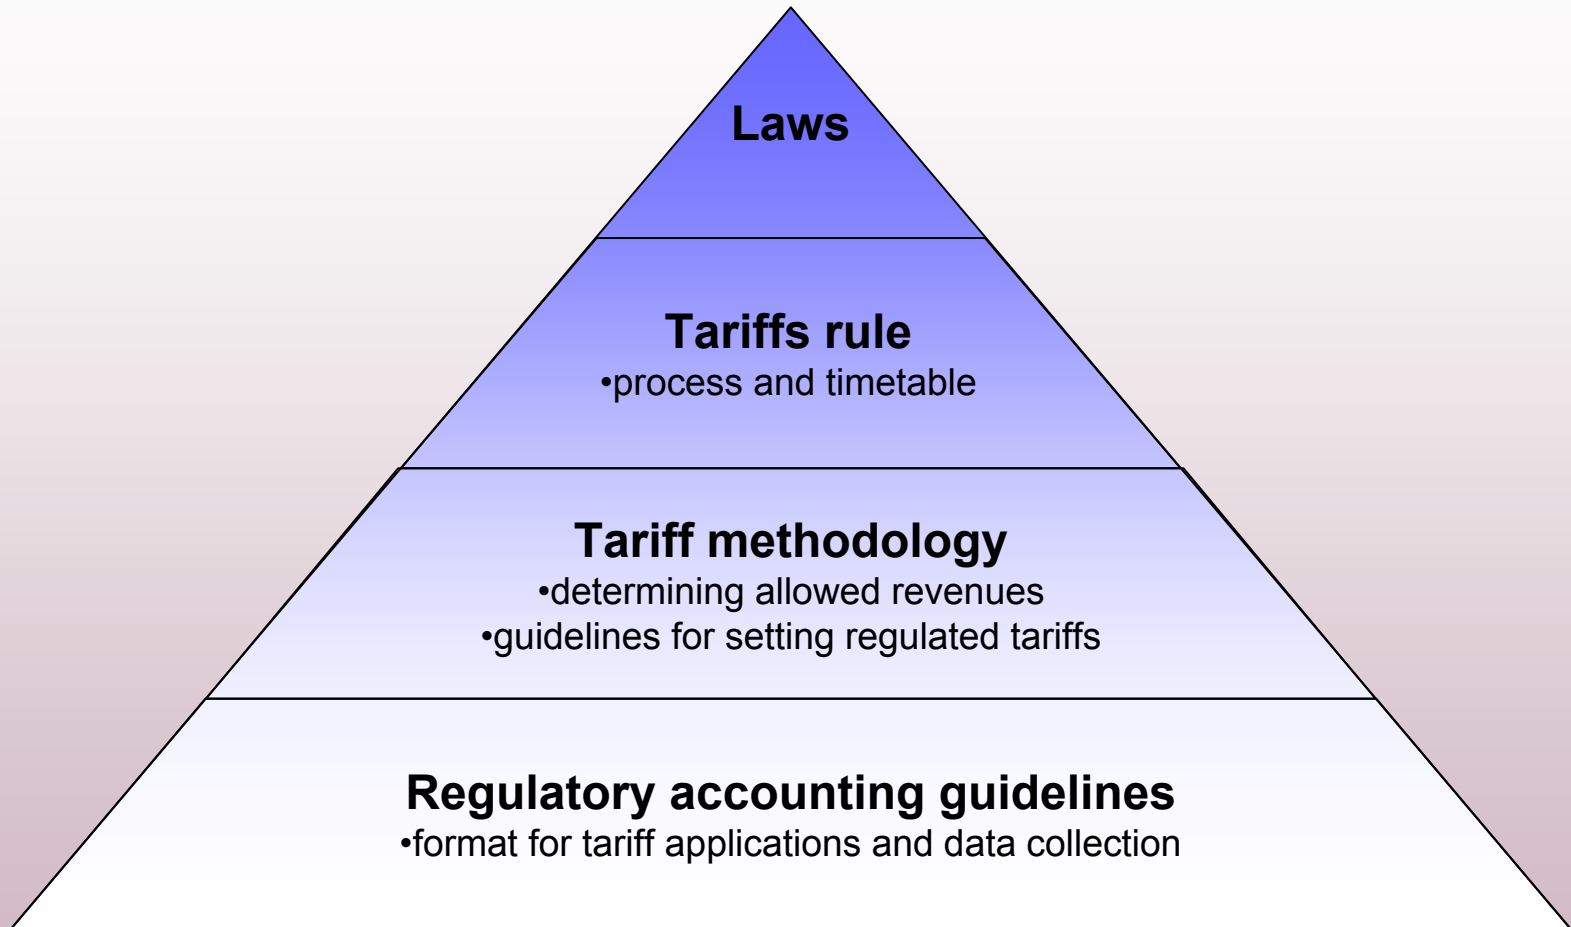 Laws
Tariffs rule
•process and timetable
Tariff methodology
•determining allowed revenues
•guidelines for setting regulated tariffs
Regulatory accounting guidelines
•format for tariff applications and data collection